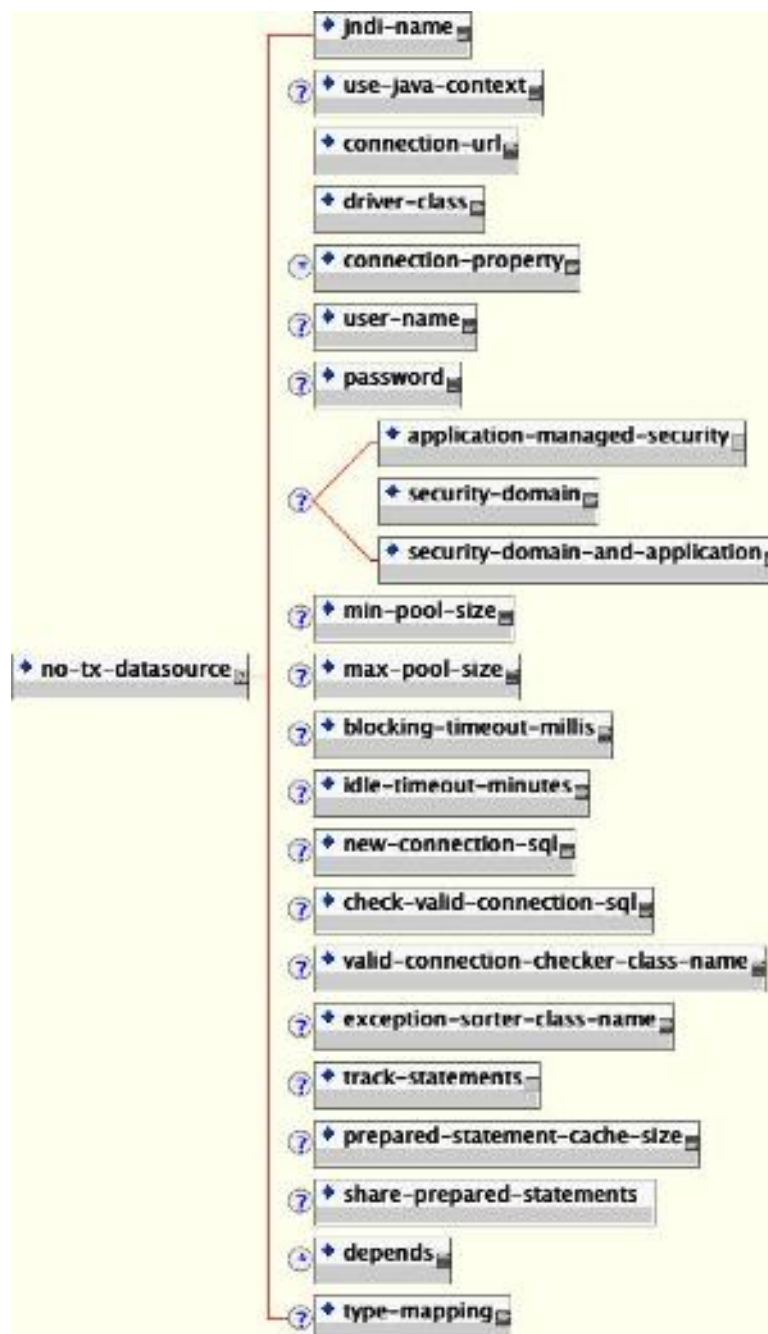 jndi-name
? use-java-context
connection-url
driver-class
* connection-property
? user-name
? password
application-managed-security
? security-domain
security-domain-and-application
? min-pool-size
no-tx-datasource
? max-pool-size
? blocking-timeout-millis
? idle-timeout-minutes
? new-connection-sql
? check-valid-connection-sql
? valid-connection-checker-class-name
? exception-sorter-class-name
? track-statements
? prepared-statement-cache-size
? share-prepared-statements
* depends
? type-mapping